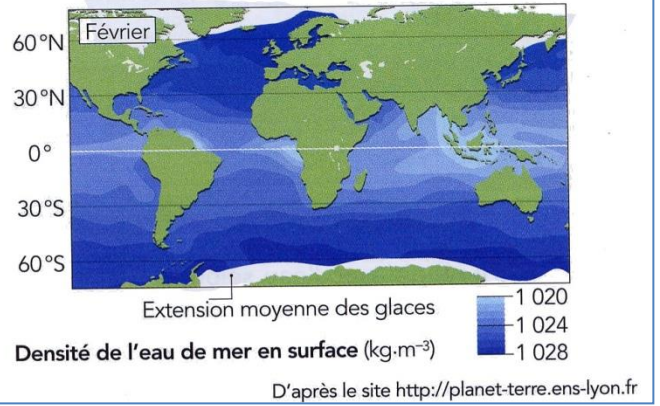 Février
60°N
30°N
0°
30°S
60°S
Extension moyenne des glaces
1 020
1 024
1 028
Densité de l'eau de mer en surface (kg·m⁻³)
D'après le site http://planet-terre.ens-lyon.fr